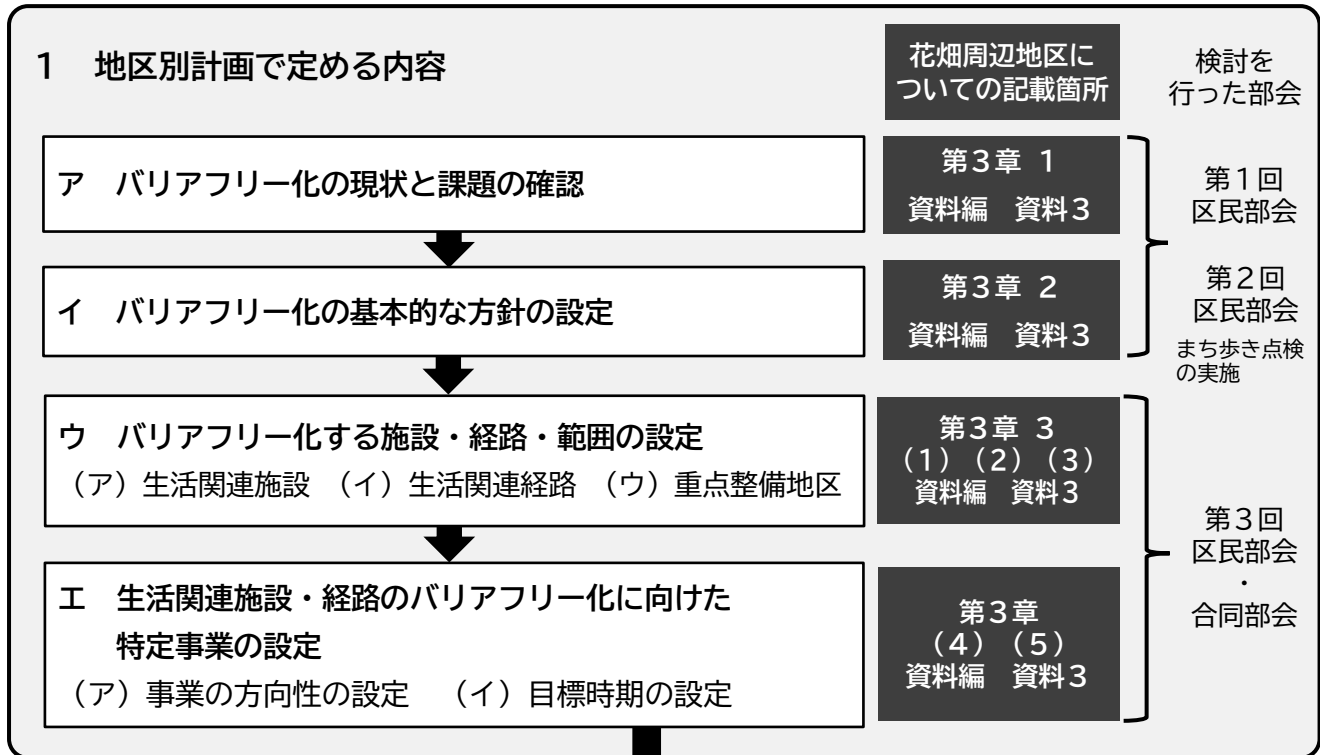 1 地区別計画で定める内容
花畑周辺地区に
ついての記載箇所
検討を
行った部会
ア バリアフリー化の現状と課題の確認
第3章 1
資料編 資料3
第1回
区民部会
イ バリアフリー化の基本的な方針の設定
第3章 2
資料編 資料3
第2回
区民部会
まち歩き点検
の実施
ウ バリアフリー化する施設・経路・範囲の設定
(ア)生活関連施設 (イ)生活関連経路 (ウ)重点整備地区
第3章 3
(1)(2)(3)
資料編 資料3
第3回
区民部会
・
合同部会
エ 生活関連施設・経路のバリアフリー化に向けた
特定事業の設定
(ア)事業の方向性の設定 (イ)目標時期の設定
第3章
(4)(5)
資料編 資料3